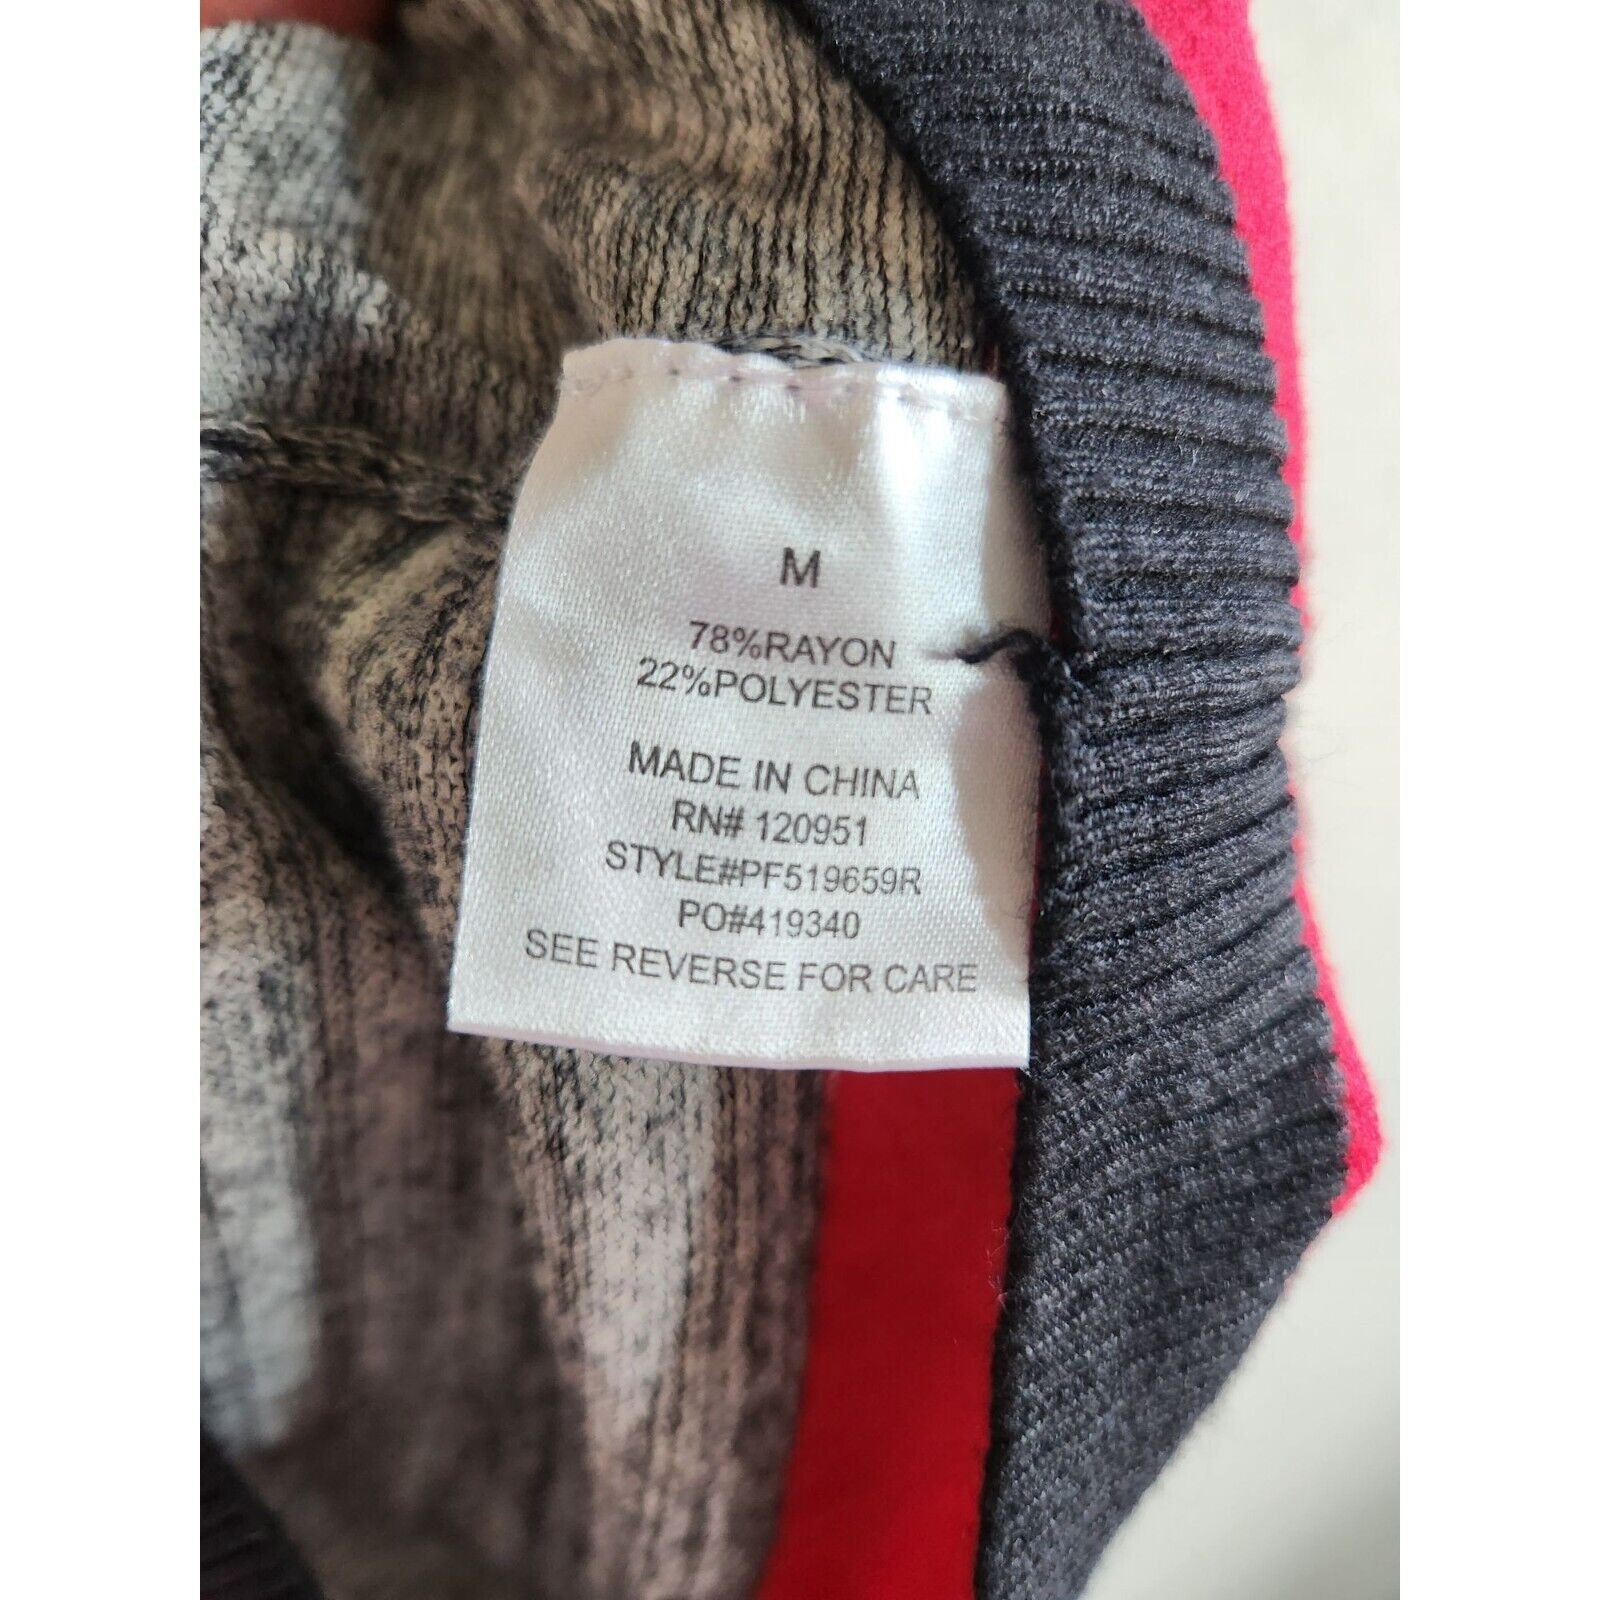 M
78%RAYON
22%POLYESTER
MADE IN CHINA
RN# 120951
STYLE#PF519659R
PO#419340
SEE REVERSE FOR CARE